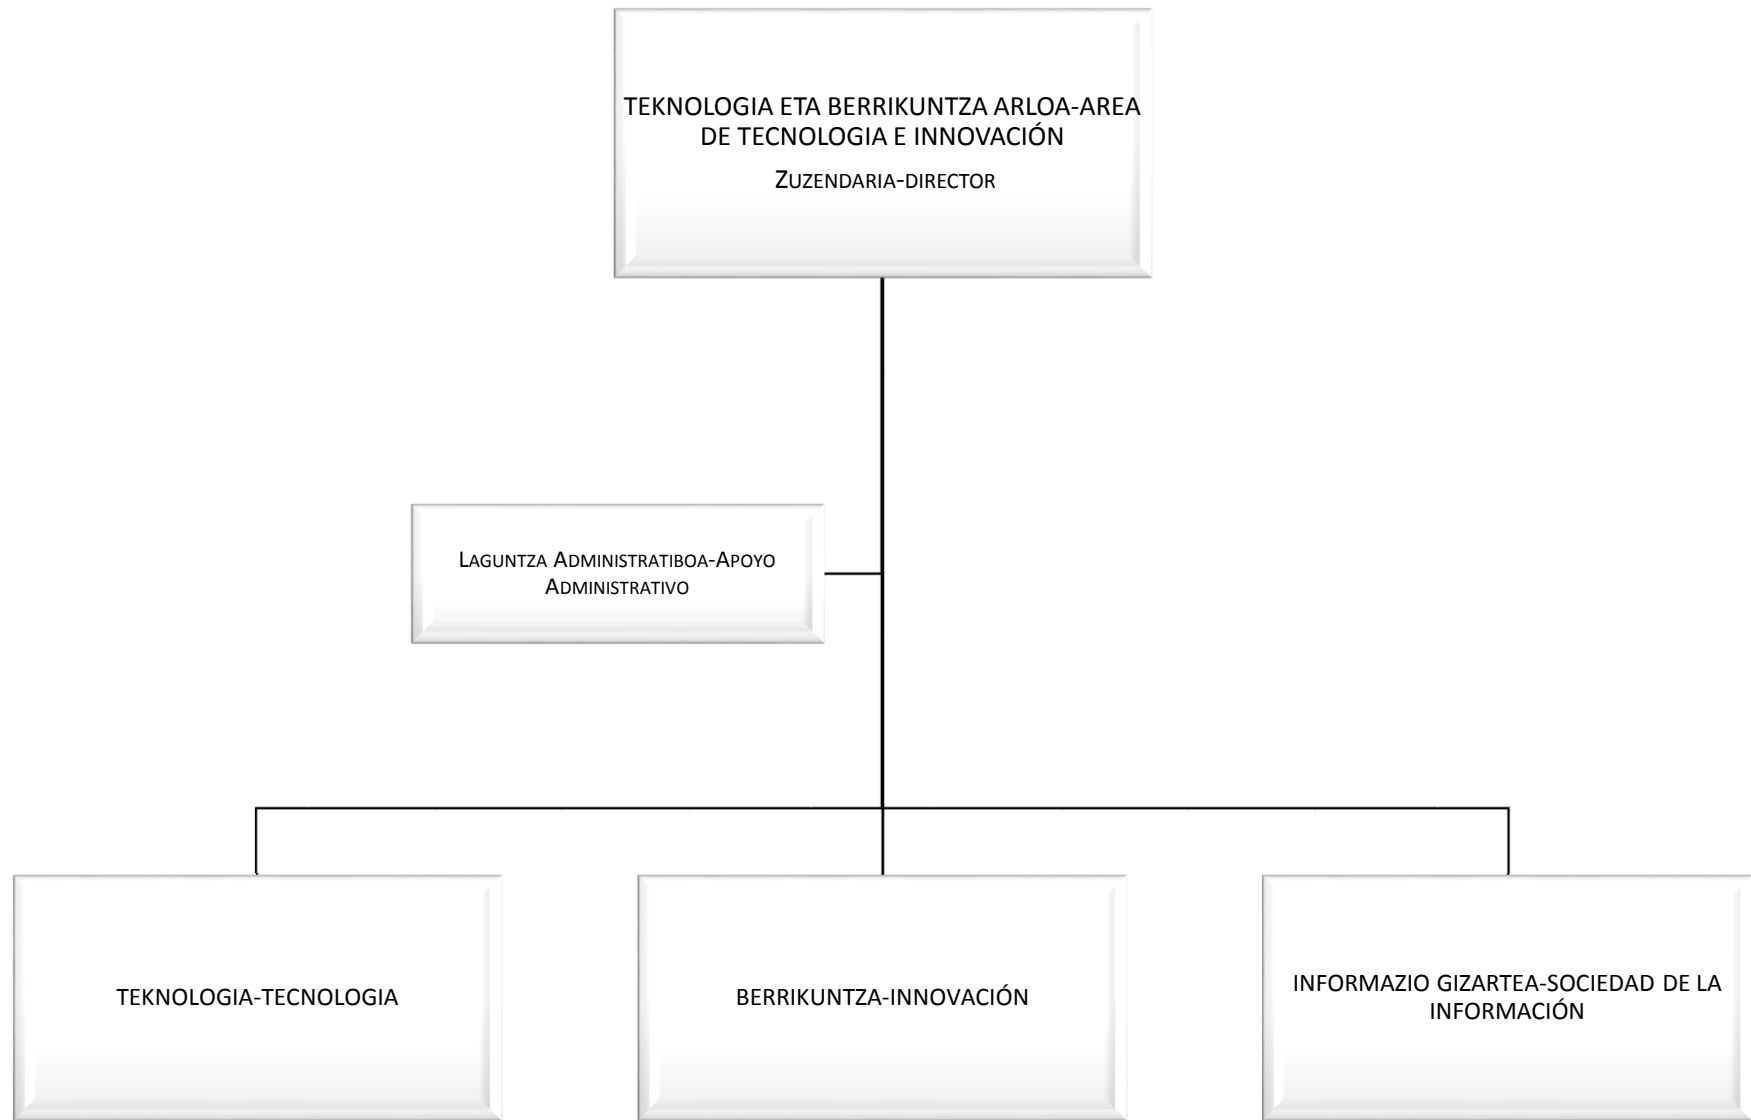 TEKNOLOGIA ETA BERRIKUNTZA ARLOA-AREA
DE TECNOLOGIA E INNOVACIÓN
ZUZENDARIA-DIRECTOR
LAGUNTZA ADMINISTRATIBOA-APOYO
ADMINISTRATIVO
TEKNOLOGIA-TECNOLOGIA
BERRIKUNTZA-INNOVACIÓN
INFORMAZIO GIZARTEA-SOCIEDAD DE LA
INFORMACIÓN